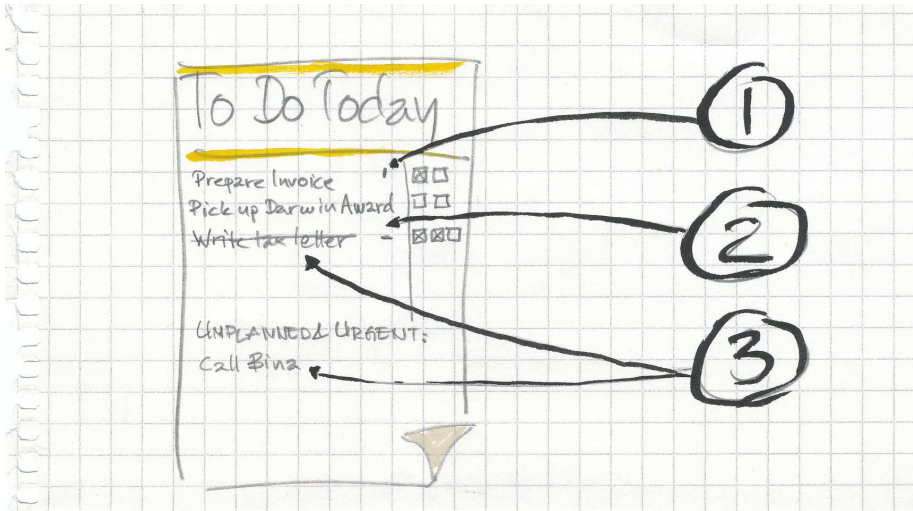 To Do Today
Prepare Invoice
Pick up Darwin Award
Write tax letter
UNPLANNED & URGENT:
Call Bina
1
2
3